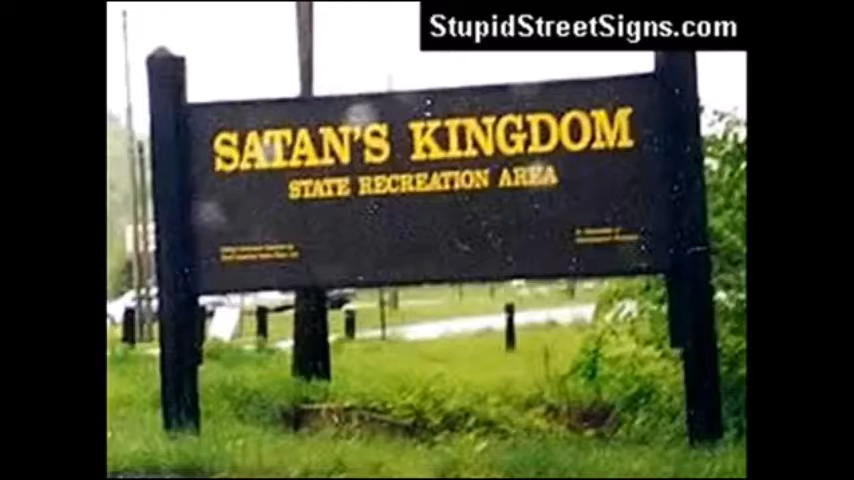 StupidStreetSigns.com
SATAN'S KINGDOM
STATE RECREATION AREA